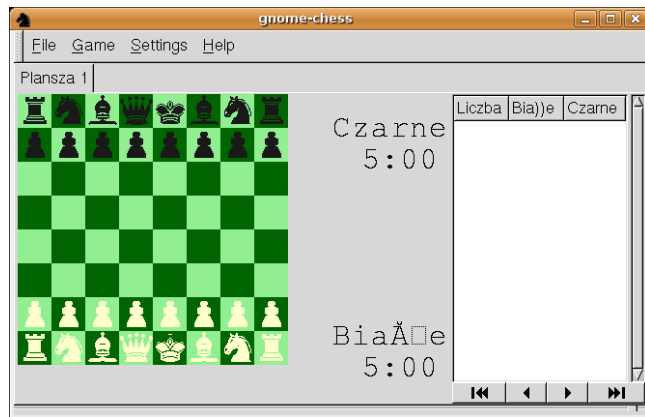 gnome-chess
File Game Settings Help
Plansza 1
Liczba Bia))e Czarne
Czarne
5:00
BiaĂ□e
5:00